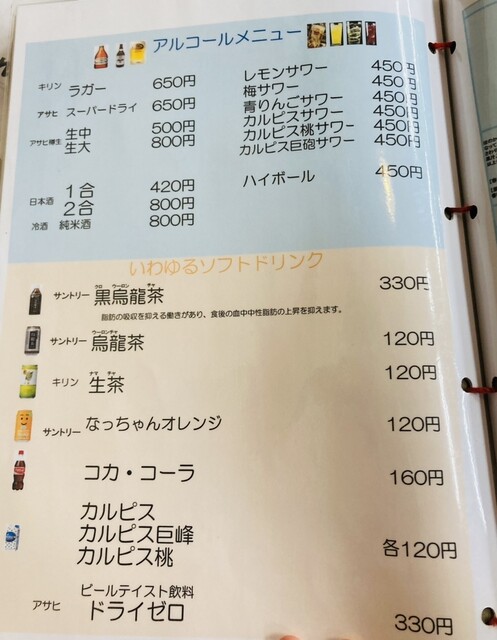 アルコールメニュー
キリン ラガー 650円
アサヒ スーパードライ 650円
アサヒ樽生 生中 500円
生大 800円
日本酒 1合 420円
2合 800円
冷酒 純米酒 800円
レモンサワー 450円
梅サワー 450円
青りんごサワー 450円
カルピスサワー 450円
カルピス桃サワー 450円
カルピス巨砲サワー 450円
ハイボール 450円
いわゆるソフトドリンク
サントリー 黒烏龍茶 330円
脂肪の吸収を抑える働きがあり、食後の血中中性脂肪の上昇を抑えます。
サントリー 烏龍茶 120円
キリン 生茶 120円
サントリー なっちゃんオレンジ 120円
コカ・コーラ 160円
カルピス
カルピス巨峰
カルピス桃
各120円
ビールテイスト飲料
アサヒ ドライゼロ 330円